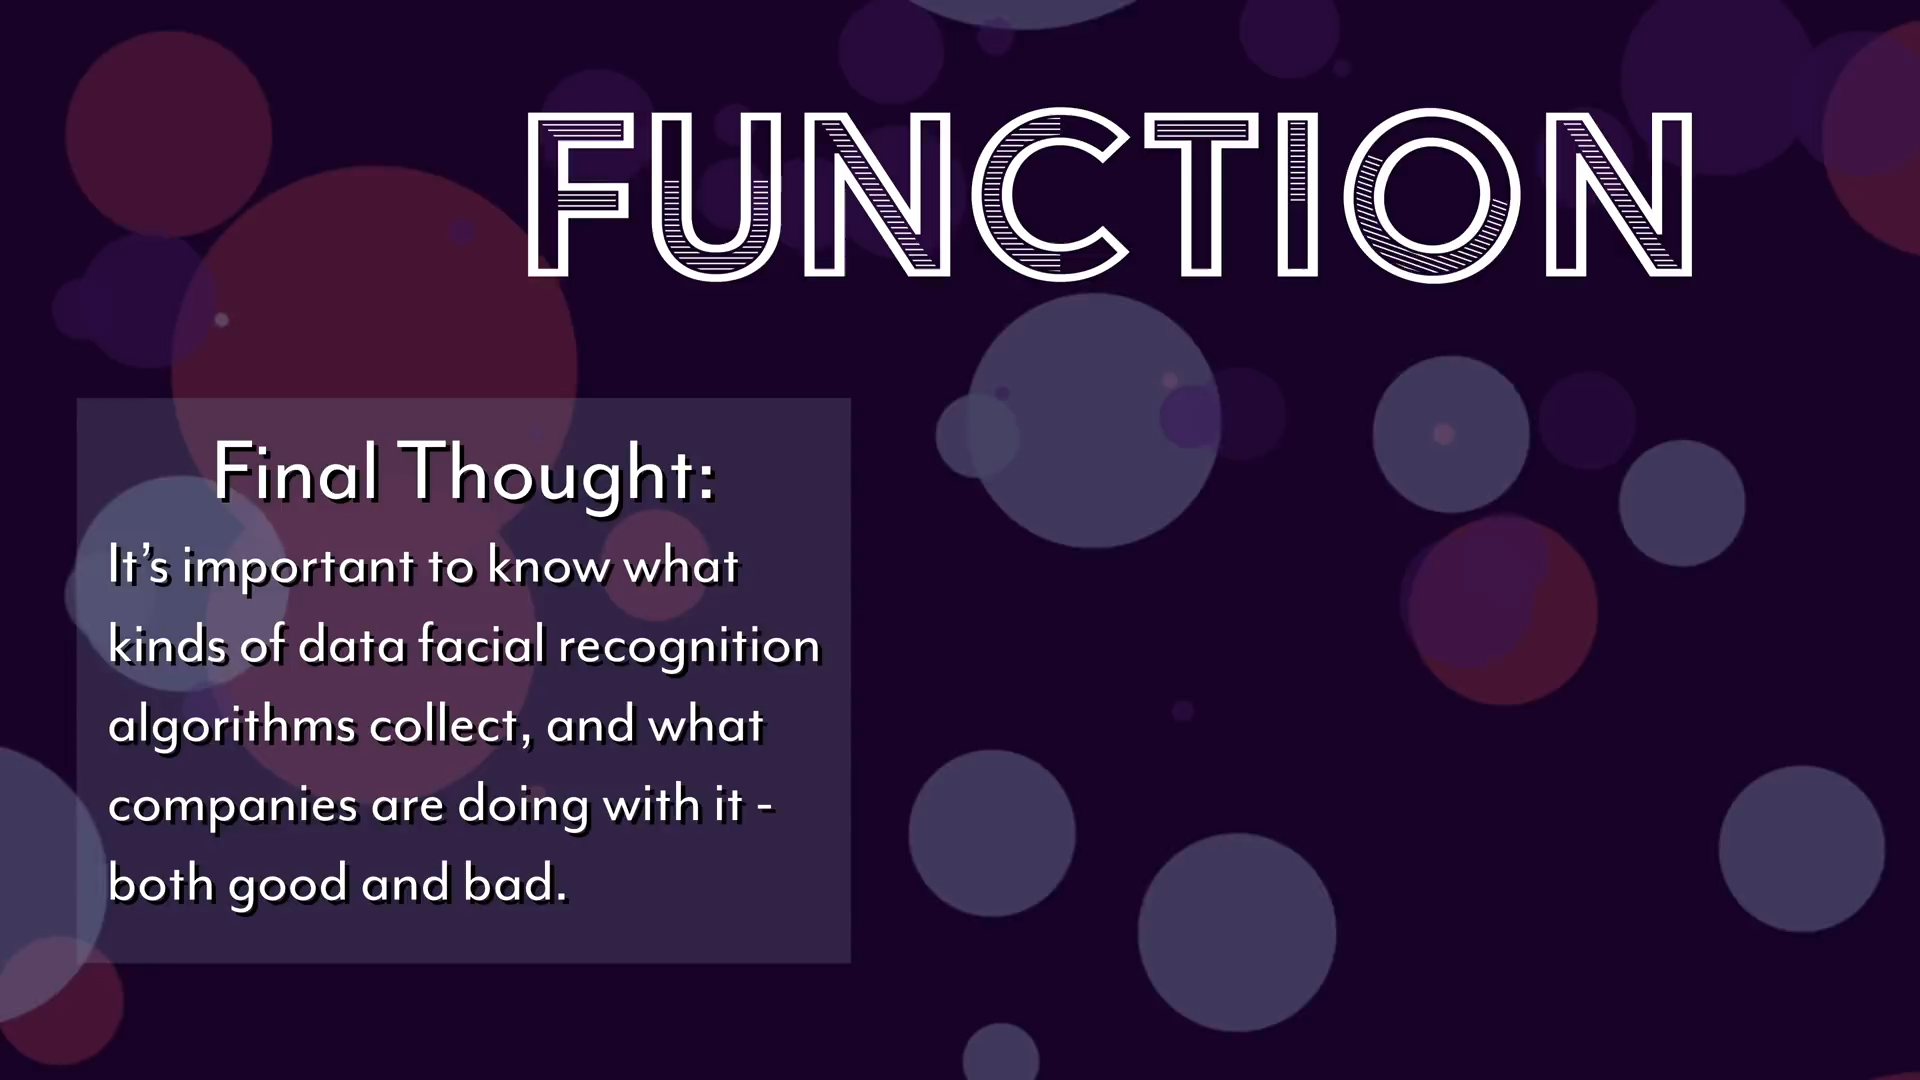 FUNCTION
Final Thought:
It’s important to know what
kinds of data facial recognition
algorithms collect, and what
companies are doing with it -
both good and bad.